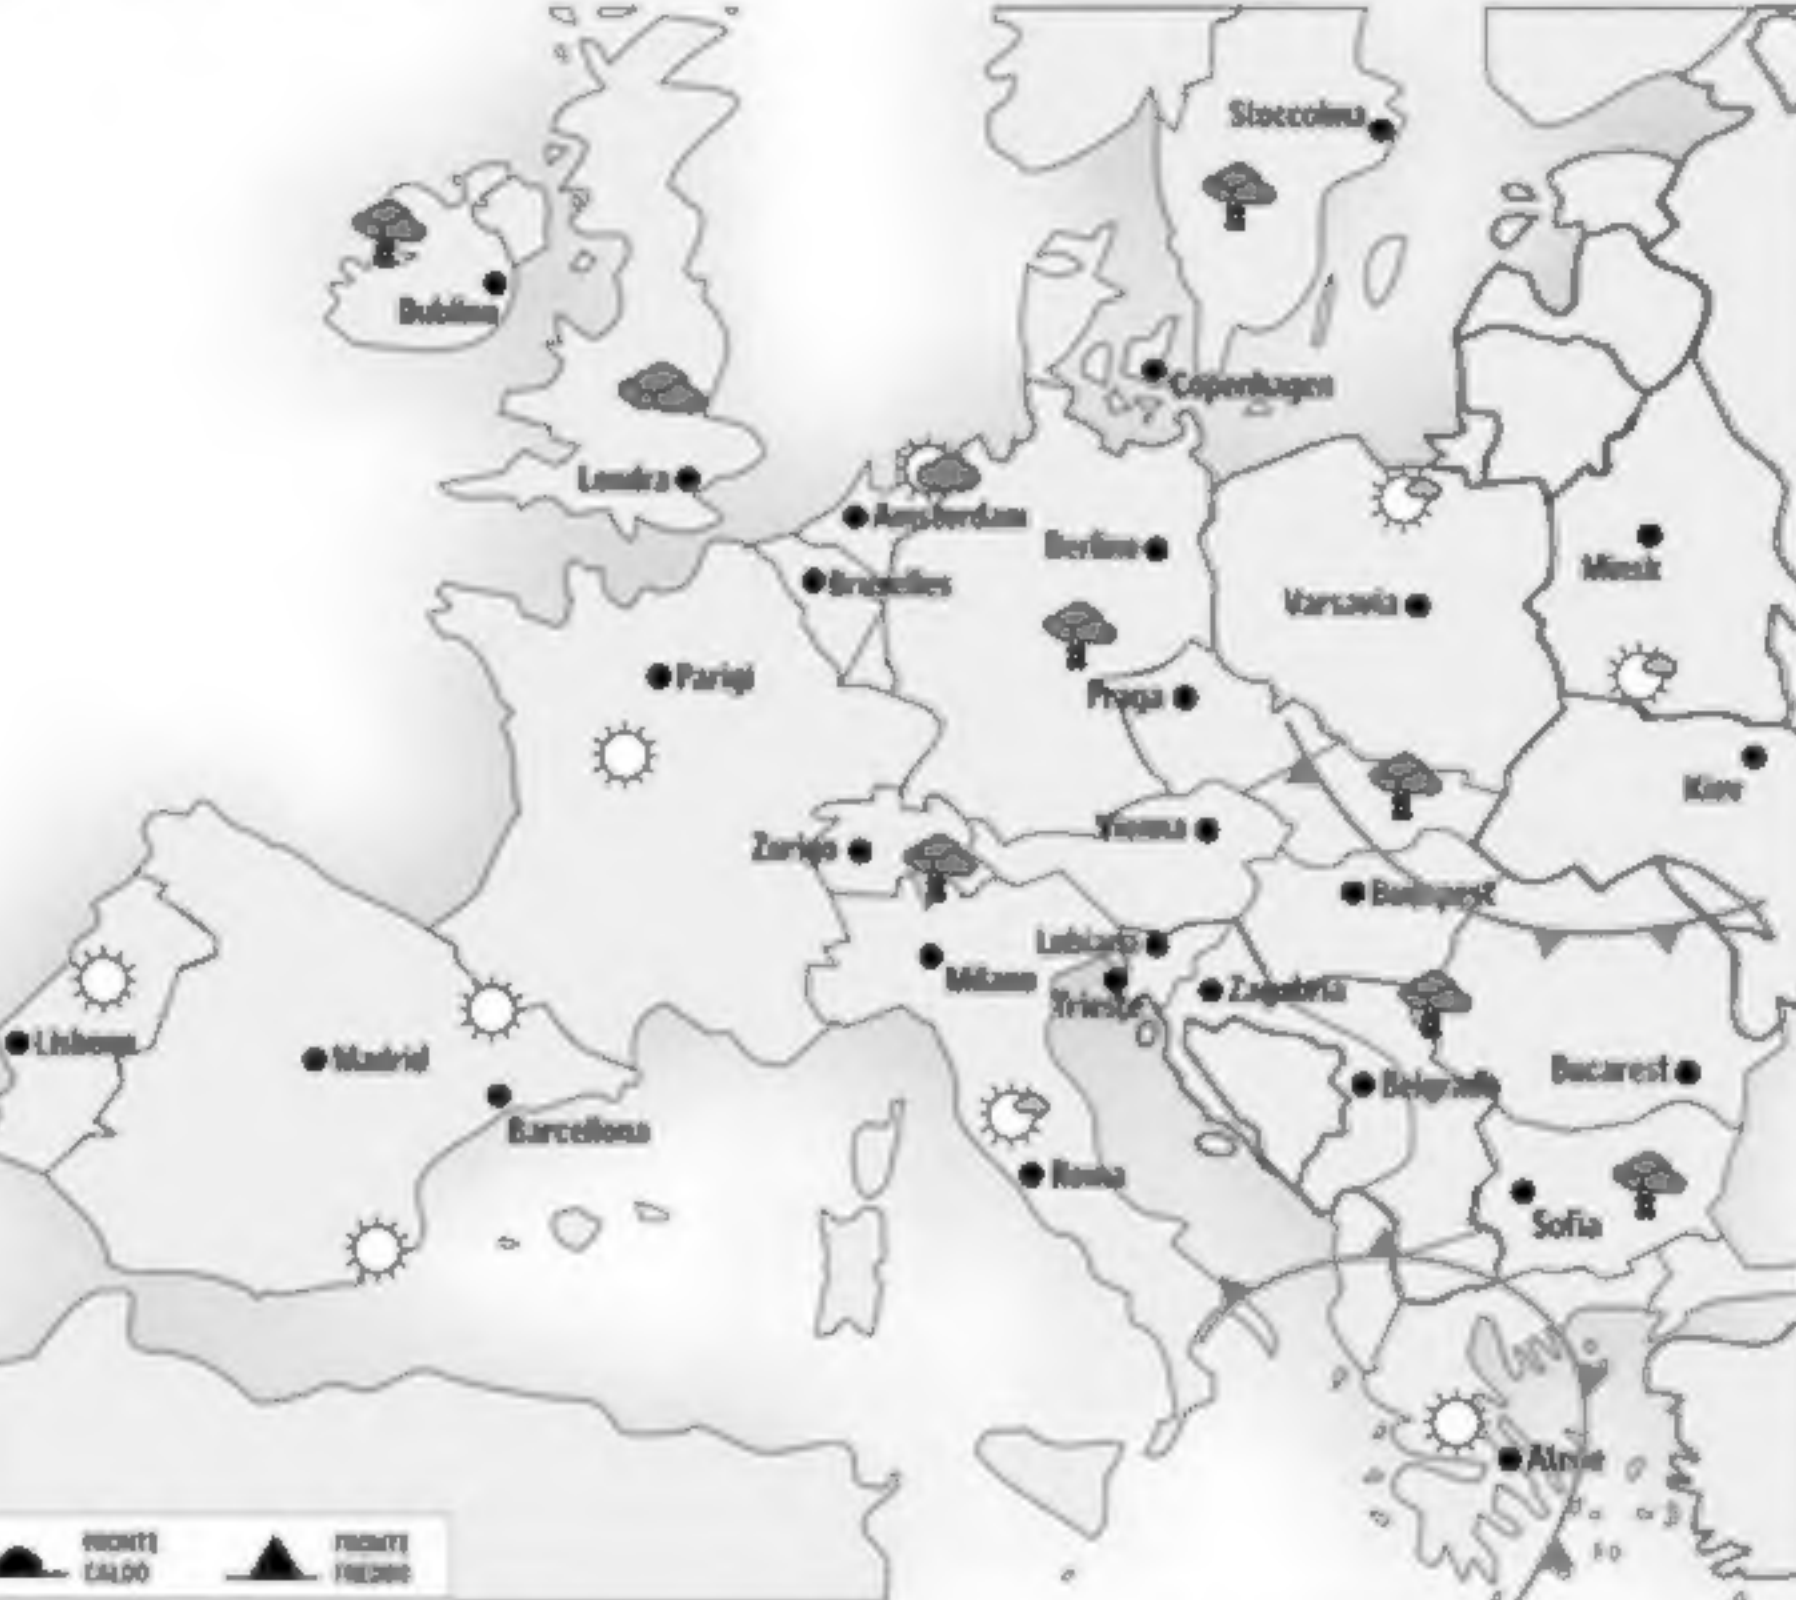 Stoccolma
Dublino
Copenhagen
Londra
Amsterdam
Berlino
Bruxelles
Minsk
Varsavia
Parigi
Praga
Kiev
Vienna
Zurigo
Budapest
Lubiana
Milano
Zagabria
Trieste
Lisbona
Madrid
Bucarest
Belgrado
Barcellona
Roma
Sofia
Atene
FRONTE FRONTE
CALDO FREDDO